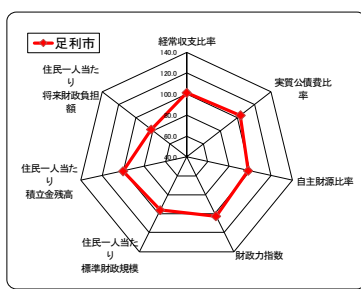 足利市
経常収支比率
140.0
120.0
100.0
80.0
60.0
40.0
実質公債費比
率
自主財源比率
財政力指数
住民一人当た
り
標準財政規模
住民一人当た
り
積立金残高
住民一人当た
り
将来財政負担
額